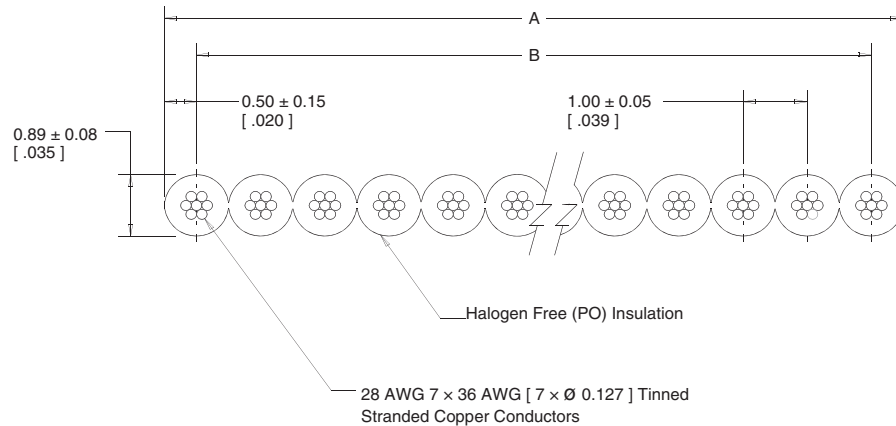 A
B
0.50 ± 0.15
[ .020 ]
1.00 ± 0.05
[ .039 ]
0.89 ± 0.08
[ .035 ]
Halogen Free (PO) Insulation
28 AWG 7 × 36 AWG [ 7 × Ø 0.127 ] Tinned
Stranded Copper Conductors